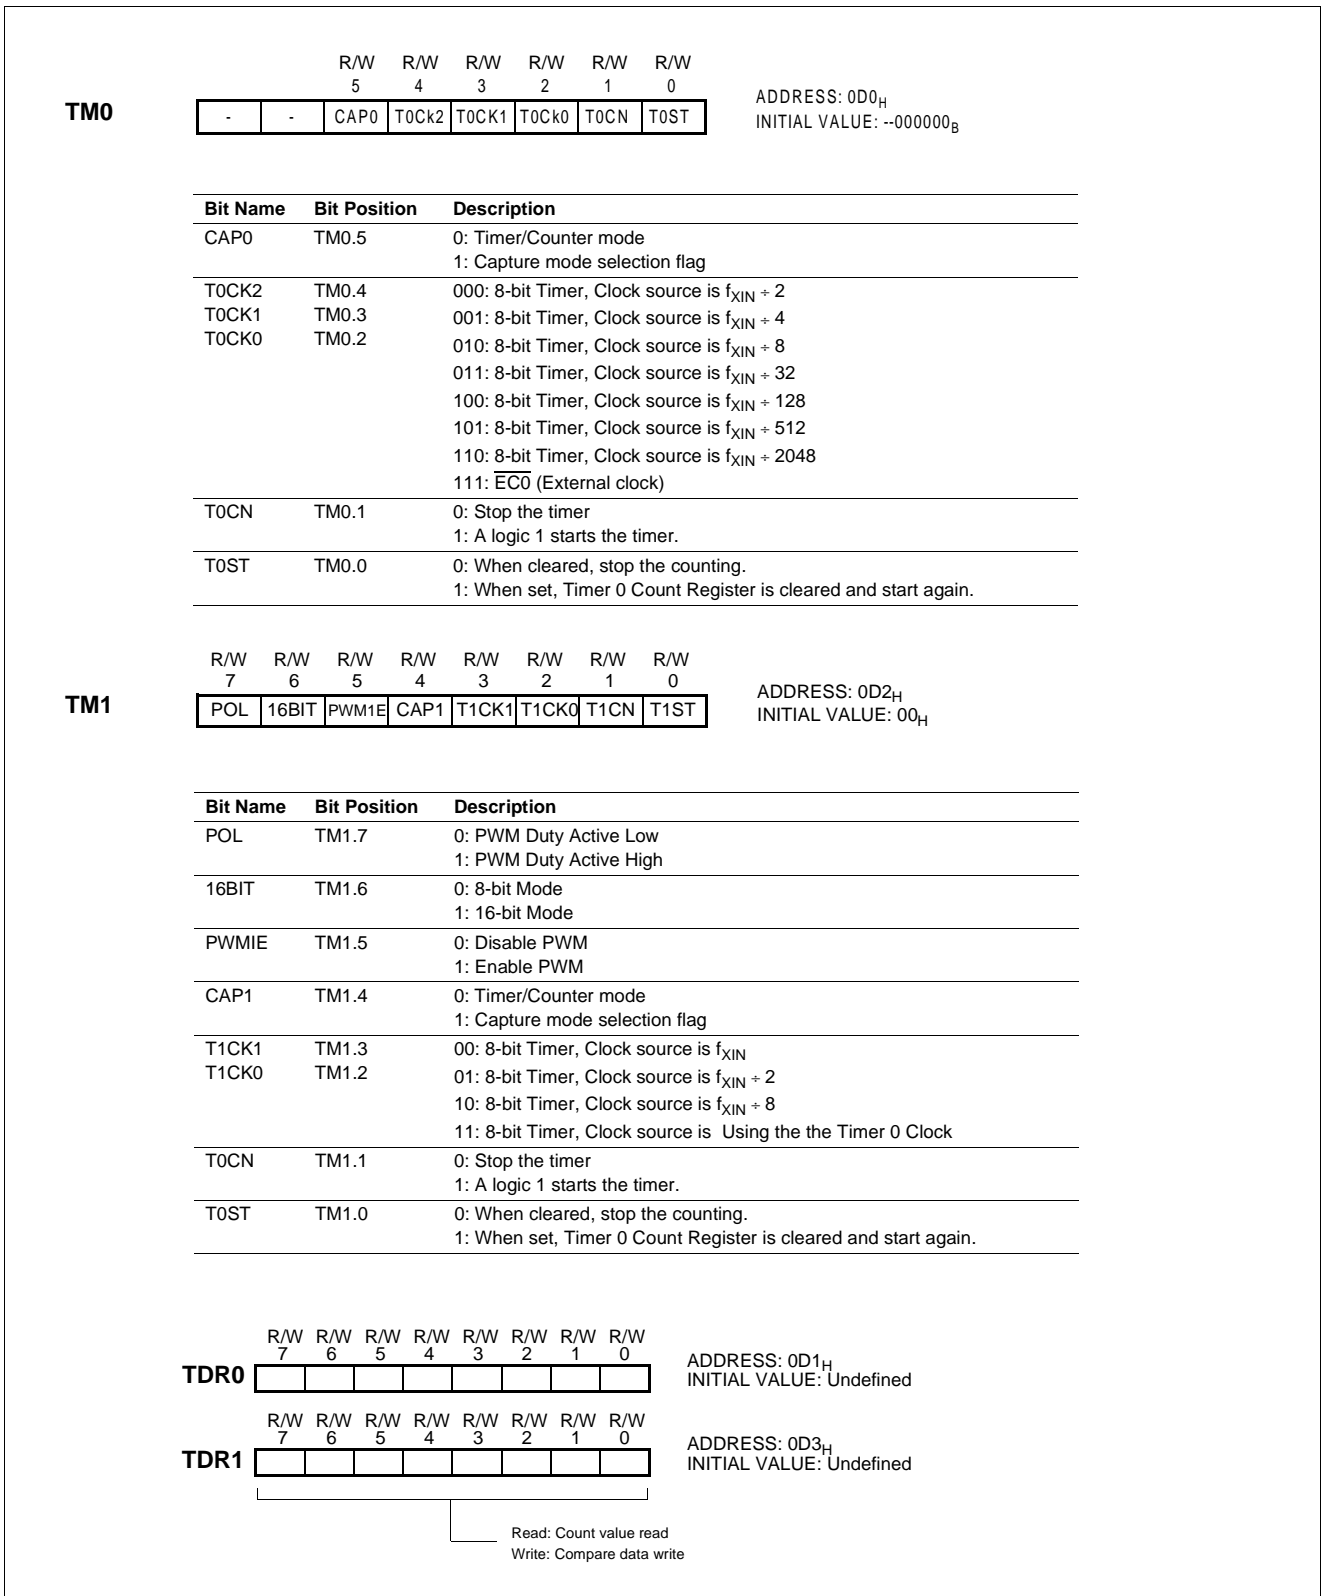 R/W R/W R/W R/W R/W R/W
5 4 3 2 1 0
TM0 - - CAP0 T0Ck2 T0CK1 T0Ck0 T0CN T0ST
ADDRESS: 0D0H
INITIAL VALUE: --000000B
Bit Name Bit Position Description
CAP0 TM0.5 0: Timer/Counter mode
1: Capture mode selection flag
T0CK2 TM0.4 000: 8-bit Timer, Clock source is fXIN ÷ 2
T0CK1 TM0.3 001: 8-bit Timer, Clock source is fXIN ÷ 4
T0CK0 TM0.2 010: 8-bit Timer, Clock source is fXIN ÷ 8
011: 8-bit Timer, Clock source is fXIN ÷ 32
100: 8-bit Timer, Clock source is fXIN ÷ 128
101: 8-bit Timer, Clock source is fXIN ÷ 512
110: 8-bit Timer, Clock source is fXIN ÷ 2048
111: EC0 (External clock)
T0CN TM0.1 0: Stop the timer
1: A logic 1 starts the timer.
T0ST TM0.0 0: When cleared, stop the counting.
1: When set, Timer 0 Count Register is cleared and start again.
R/W R/W R/W R/W R/W R/W R/W R/W
7 6 5 4 3 2 1 0
TM1 POL 16BIT PWM1E CAP1 T1CK1 T1CK0 T1CN T1ST
ADDRESS: 0D2H
INITIAL VALUE: 00H
Bit Name Bit Position Description
POL TM1.7 0: PWM Duty Active Low
1: PWM Duty Active High
16BIT TM1.6 0: 8-bit Mode
1: 16-bit Mode
PWMIE TM1.5 0: Disable PWM
1: Enable PWM
CAP1 TM1.4 0: Timer/Counter mode
1: Capture mode selection flag
T1CK1 TM1.3 00: 8-bit Timer, Clock source is fXIN
T1CK0 TM1.2 01: 8-bit Timer, Clock source is fXIN ÷ 2
10: 8-bit Timer, Clock source is fXIN ÷ 8
11: 8-bit Timer, Clock source is Using the the Timer 0 Clock
T0CN TM1.1 0: Stop the timer
1: A logic 1 starts the timer.
T0ST TM1.0 0: When cleared, stop the counting.
1: When set, Timer 0 Count Register is cleared and start again.
R/W R/W R/W R/W R/W R/W R/W R/W
7 6 5 4 3 2 1 0
TDR0
ADDRESS: 0D1H
INITIAL VALUE: Undefined
R/W R/W R/W R/W R/W R/W R/W R/W
7 6 5 4 3 2 1 0
TDR1
ADDRESS: 0D3H
INITIAL VALUE: Undefined
Read: Count value read
Write: Compare data write